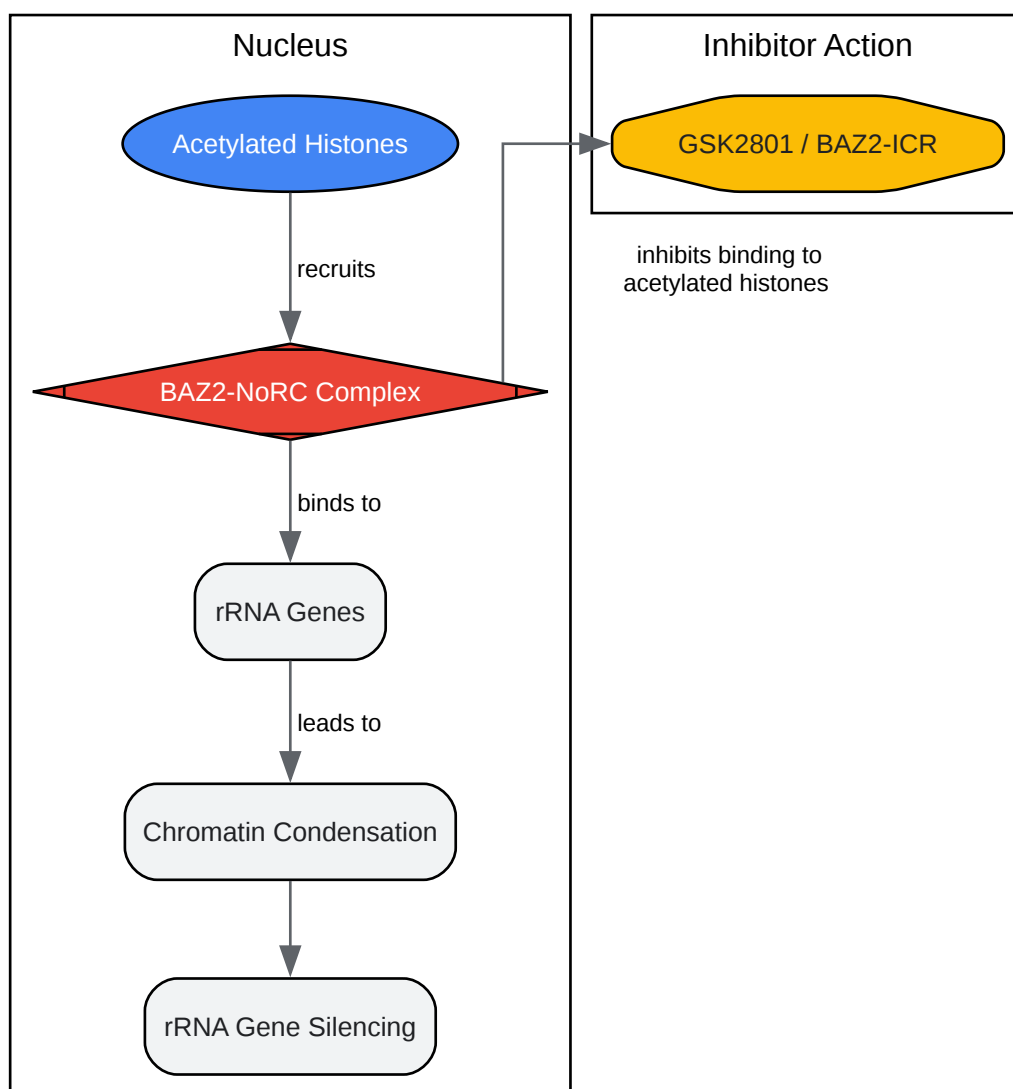 Nucleus
Inhibitor Action
Acetylated Histones
GSK2801 / BAZ2-ICR
inhibits binding to
acetylated histones
recruits
BAZ2-NoRC Complex
binds to
rRNA Genes
leads to
Chromatin Condensation
rRNA Gene Silencing